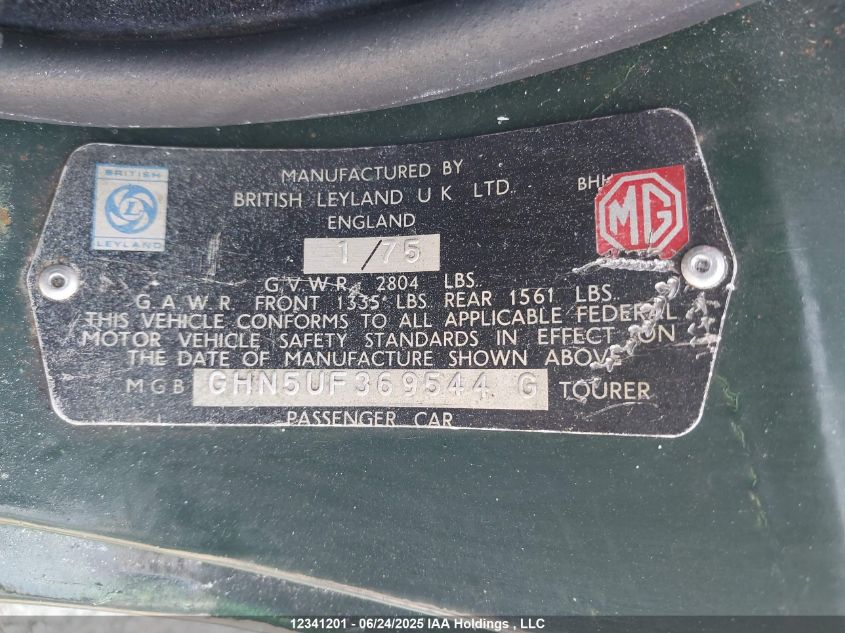 BRITISH
LEYLAND
MANUFACTURED BY
BRITISH LEYLAND U K LTD.
ENGLAND
MG
1/75
G.V.W.R. 2804 LBS.
G.A.W.R. FRONT 1335 LBS. REAR 1561 LBS.
THIS VEHICLE CONFORMS TO ALL APPLICABLE FEDERAL
MOTOR VEHICLE SAFETY STANDARDS IN EFFECT ON
THE DATE OF MANUFACTURE SHOWN ABOVE
MGB GHN5UF369544 G TOURER
PASSENGER CAR
12341201 - 06/24/2025 IAA Holdings , LLC